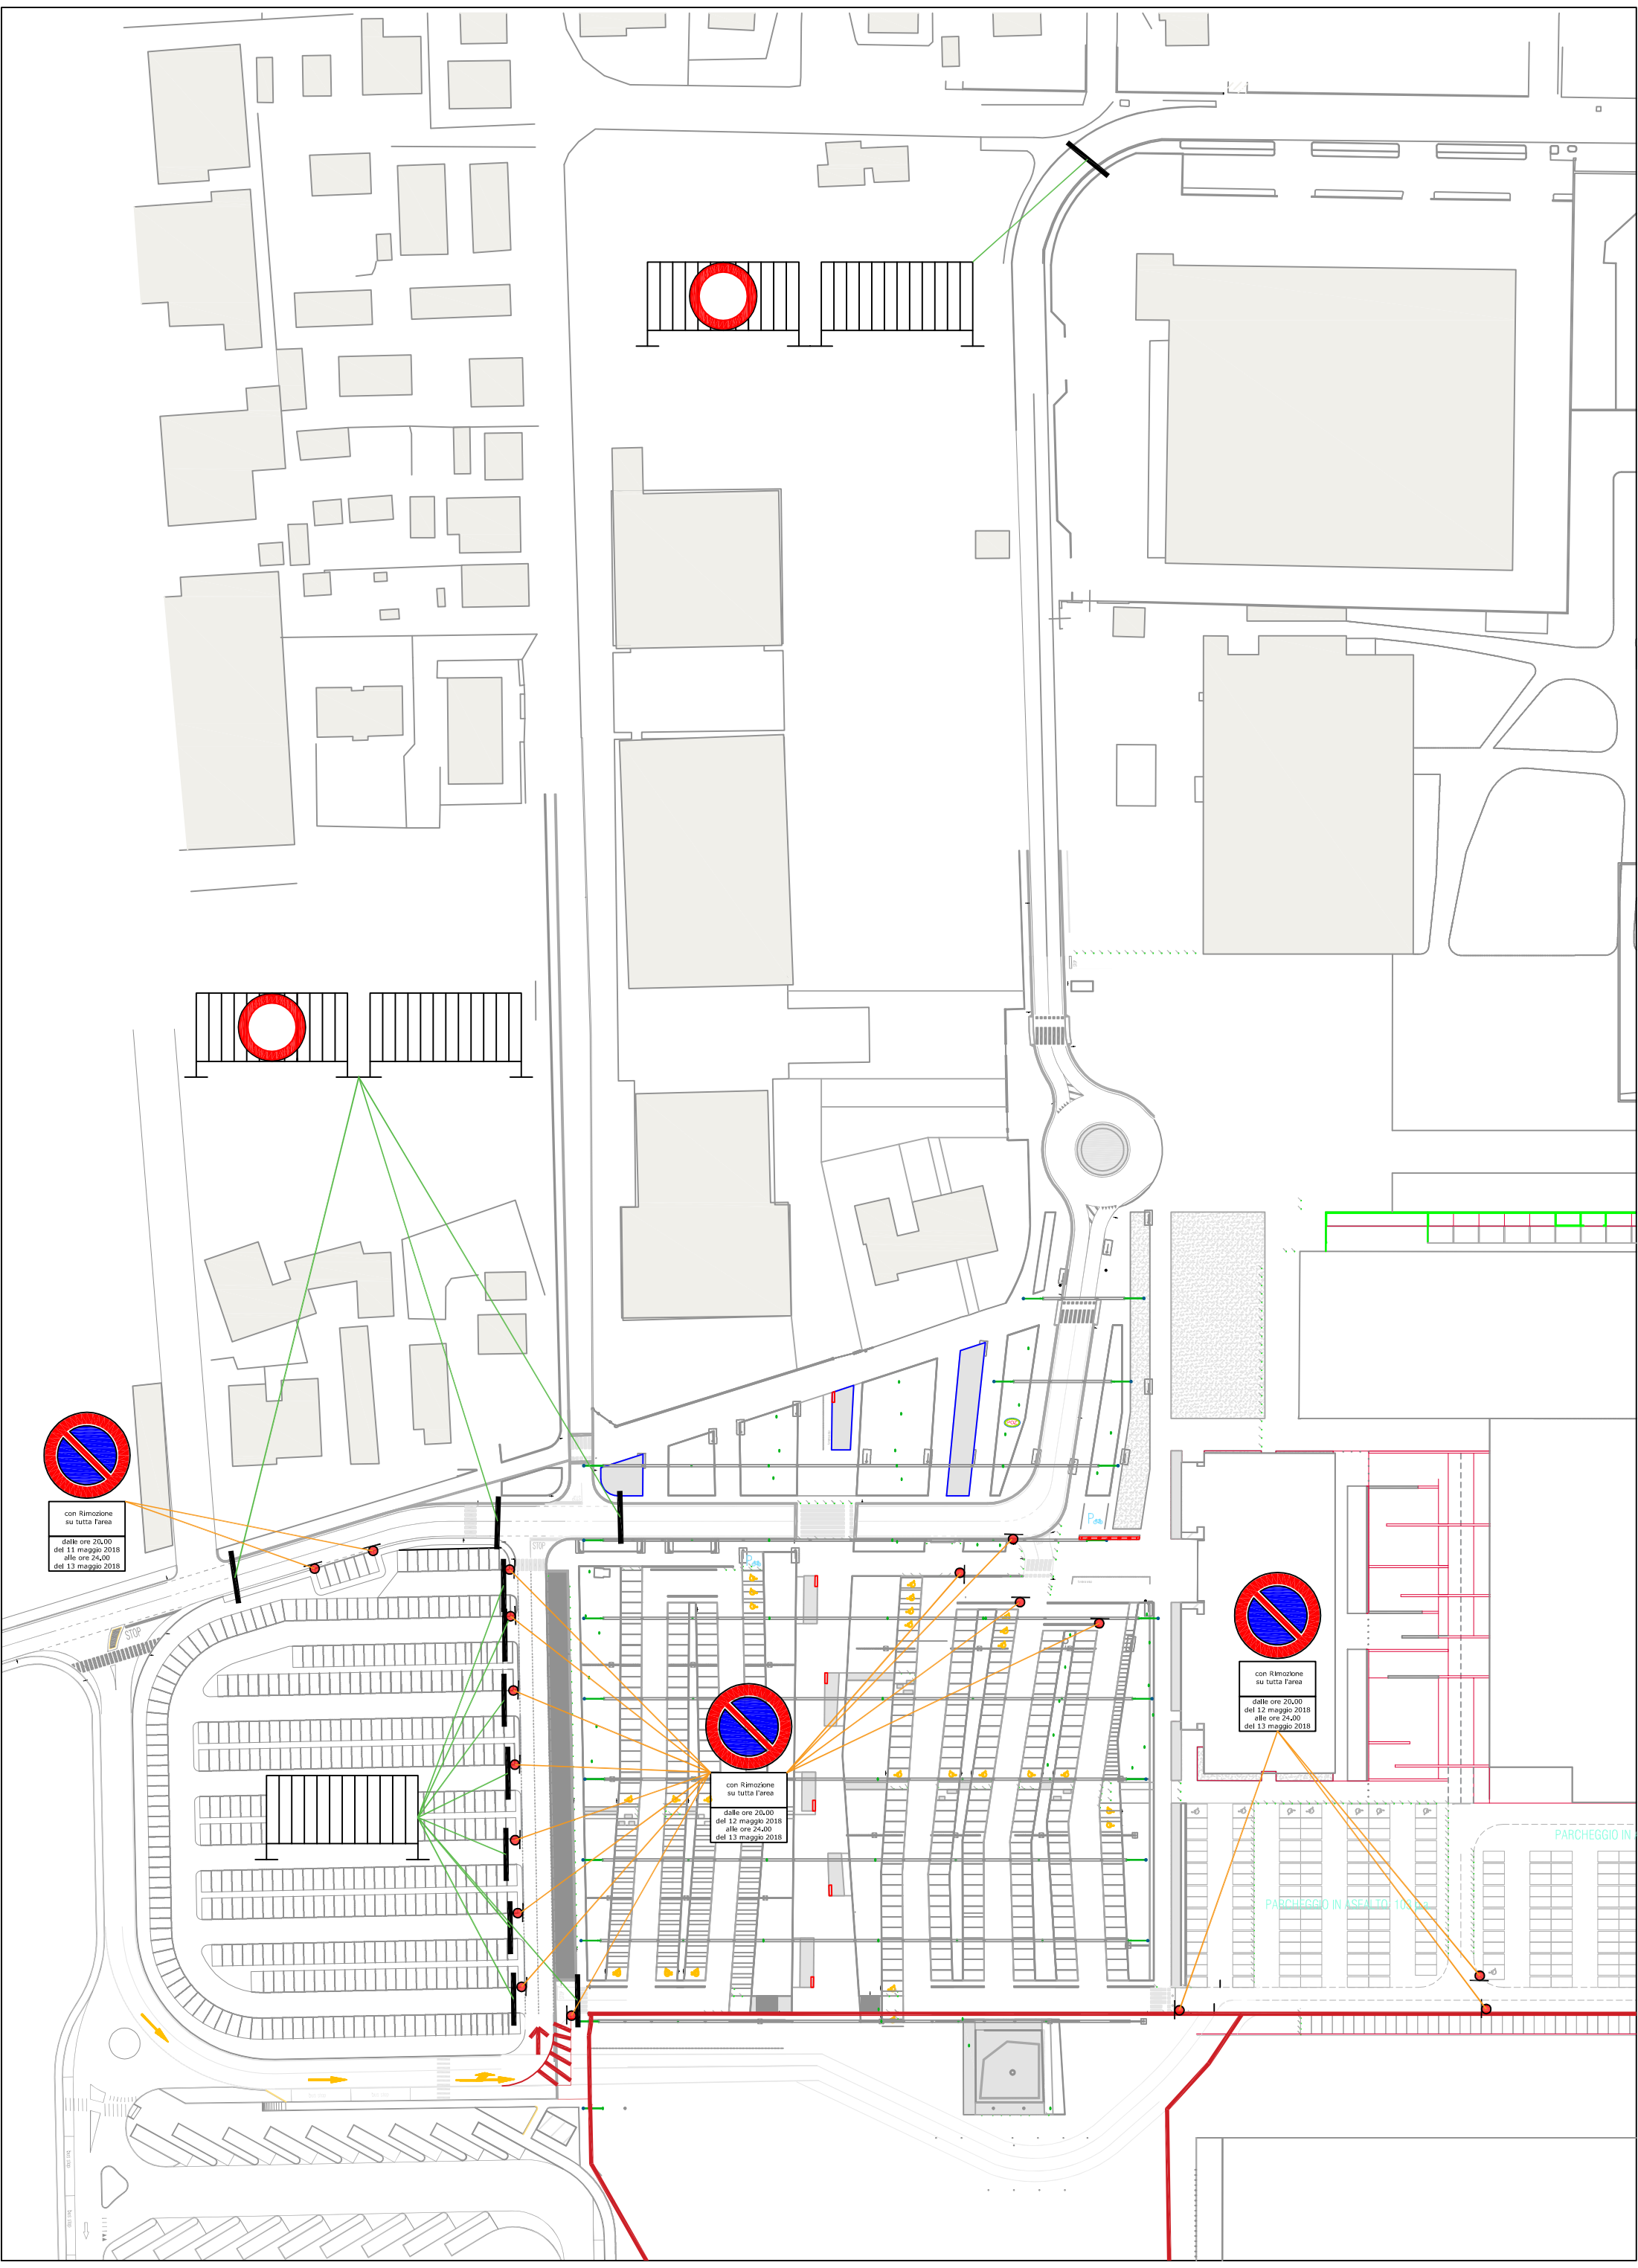 con Rimozione
su tutta l'area
dalle ore 20.00
del 11 maggio 2018
alle ore 24.00
del 13 maggio 2018
STOP
STOP
con Rimozione
su tutta l'area
dalle ore 20.00
del 12 maggio 2018
alle ore 24.00
del 13 maggio 2018
con Rimozione
su tutta l'area
dalle ore 20.00
del 12 maggio 2018
alle ore 24.00
del 13 maggio 2018
PARCHEGGIO IN
PARCHEGGIO IN ASFALTO